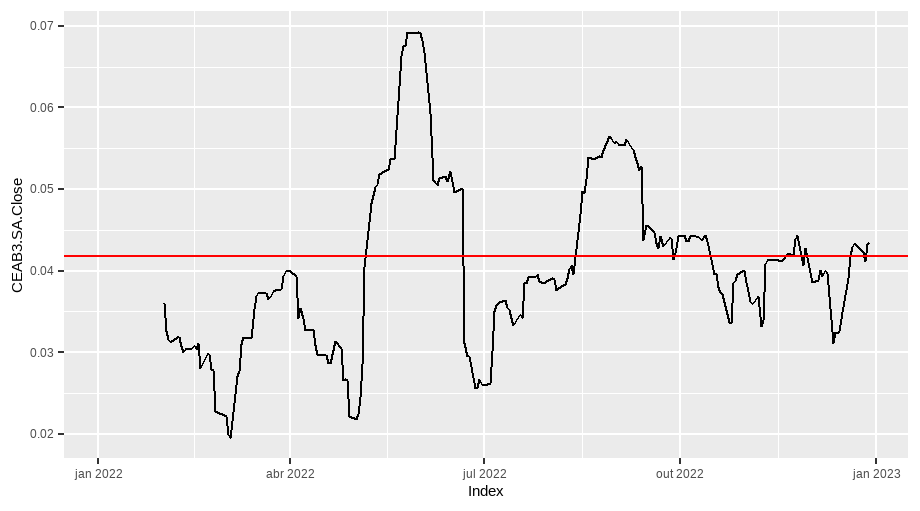 CEAB3.SA.Close
0.07
0.06
0.05
0.04
0.03
0.02
jan 2022
abr 2022
jul 2022
out 2022
jan 2023
Index